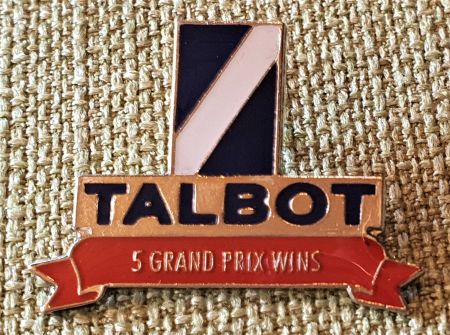 TALBOT
5 GRAND PRIX WINS